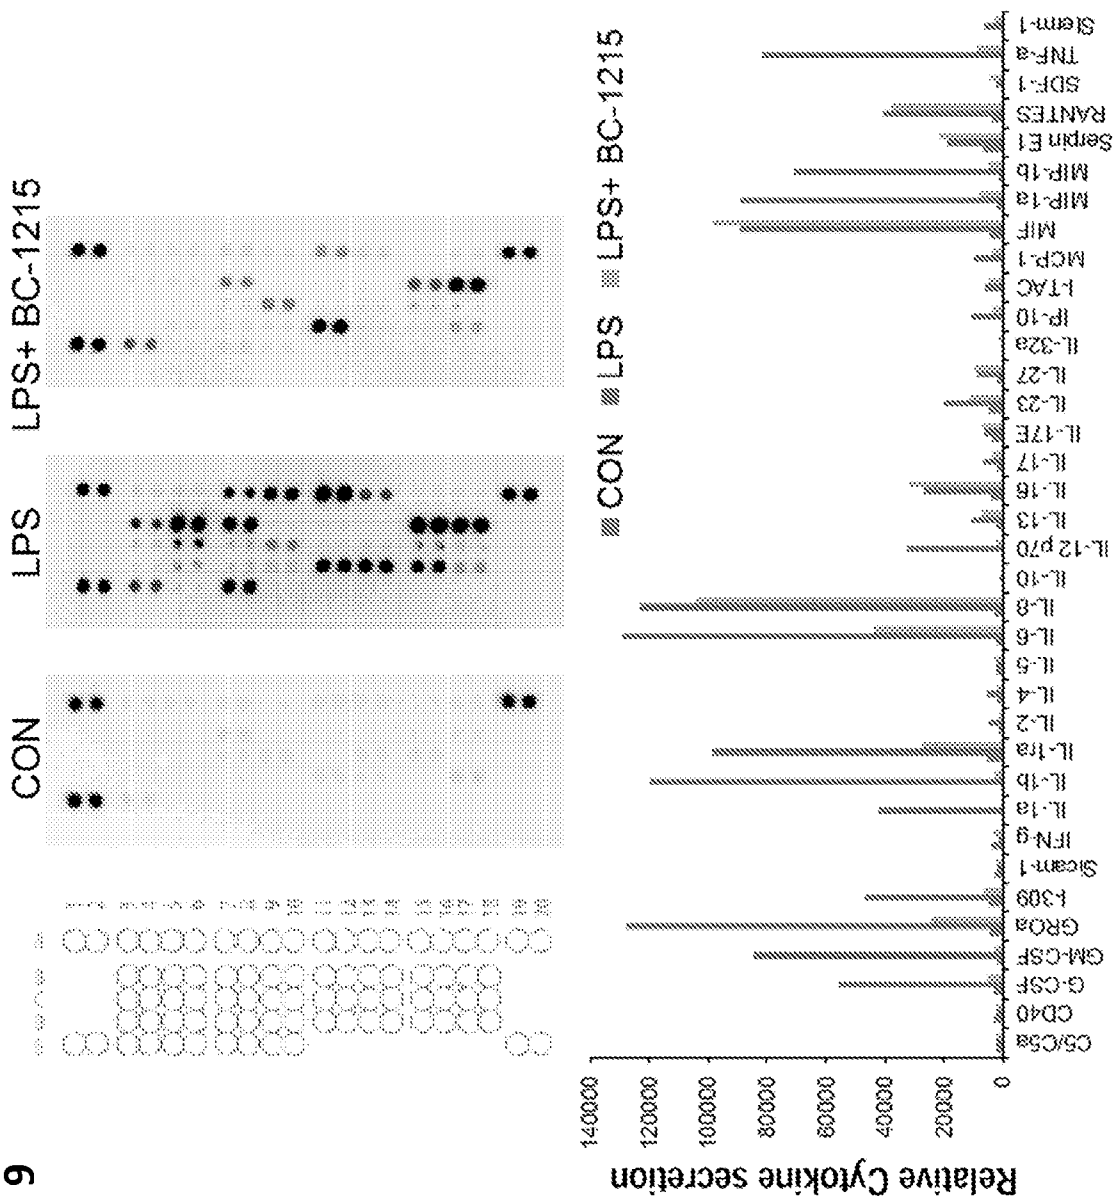 9
CON
LPS
LPS+ BC-1215
CON LPS LPS+ BC-1215
Relative Cytokine secretion
140000
120000
100000
80000
60000
40000
20000
0
C5/C5a
CD40
G-CSF
GM-CSF
GROa
I-309
Sicam-1
IFN-g
IL-1a
IL-1b
IL-1ra
IL-2
IL-4
IL-5
IL-6
IL-8
IL-10
IL-12 p70
IL-13
IL-16
IL-17
IL-17E
IL-23
IL-27
IL-32a
IP-10
I-TAC
MCP-1
MIF
MIP-1a
MIP-1b
Serpin E1
RANTES
SDF-1
TNF-a